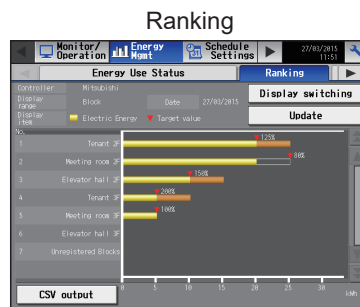 Ranking
Monitor/ Operation
Energy Mgmt
Schedule Settings
27/03/2015 11:51
Energy Use Status
Ranking
Controller Mitsubishi
Display range Block Date 27/03/2015
Display item Electric Energy Target value
Display switching
Update
No.
1 Tenant 2F 125%
2 Meeting room 2F 80%
3 Elevator hall 2F 150%
4 Tenant 3F 200%
5 Meeting room 3F 100%
6 Elevator hall 3F
7 Unregistered Blocks
0 5 10 15 20 25 30 kWh
CSV output